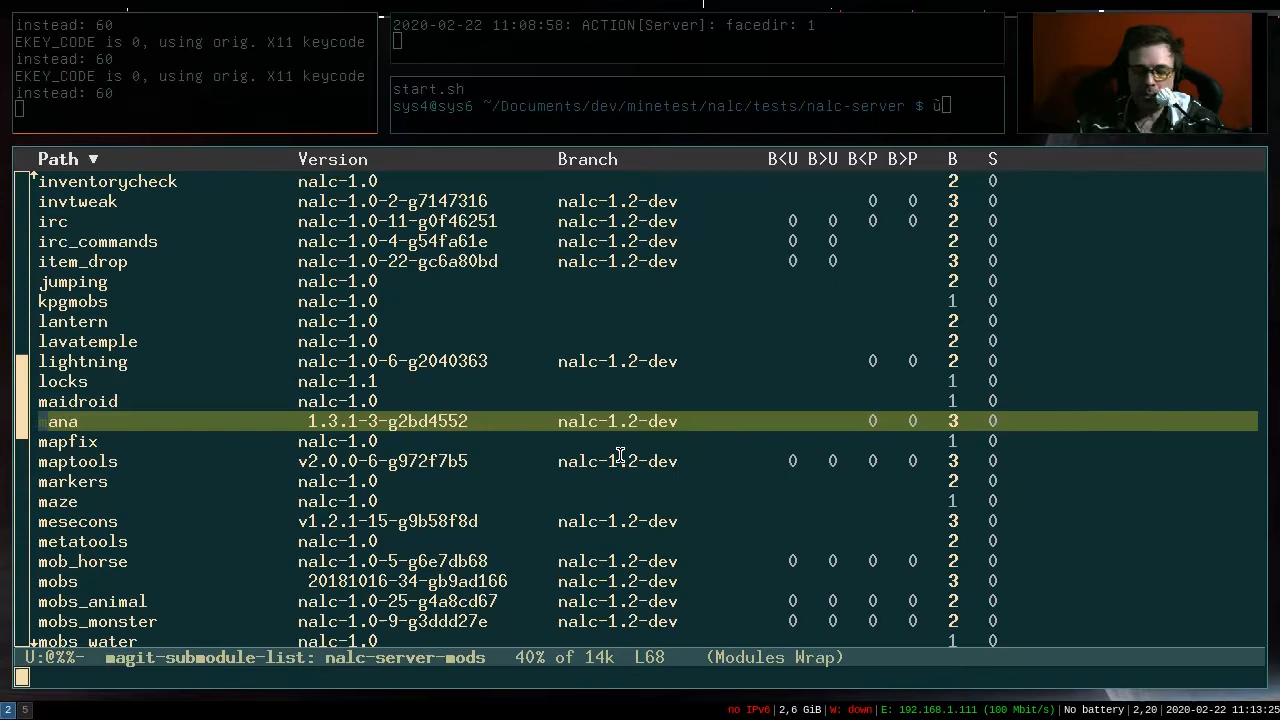 instead: 60
EKEY_CODE is 0, using orig. X11 keycode
instead: 60
EKEY_CODE is 0, using orig. X11 keycode
instead: 60
2020-02-22 11:08:58: ACTION[Server]: facedir: 1
start.sh
sys4@sys4 ~/Documents/dev/minetest/nalc/tests/nalc-server $ ù
Path ▼ Version Branch B<U B>U B<P B>P B S
inventorycheck nalc-1.0 2 0
invtweak nalc-1.0-2-g7147316 nalc-1.2-dev 0 0 3 0
irc nalc-1.0-11-g0f46251 nalc-1.2-dev 0 0 0 0 2 0
irc_commands nalc-1.0-4-g54fa61e nalc-1.2-dev 0 0 2 0
item_drop nalc-1.0-22-gc6a80bd nalc-1.2-dev 0 0 3 0
jumping nalc-1.0 2 0
kpgmobs nalc-1.0 1 0
lantern nalc-1.0 2 0
lavatemple nalc-1.0 2 0
lightning nalc-1.0-6-g2040363 nalc-1.2-dev 0 0 2 0
locks nalc-1.1 1 0
maidroid nalc-1.0 1 0
mana 1.3.1-3-g2bd4552 nalc-1.2-dev 0 0 3 0
mapfix nalc-1.0 1 0
maptools v2.0.0-6-g972f7b5 nalc-1.2-dev 0 0 0 0 3 0
markers nalc-1.0 2 0
maze nalc-1.0 1 0
mesecons v1.2.1-15-g9b58f8d nalc-1.2-dev 3 0
metatools nalc-1.0 2 0
mob_horse nalc-1.0-5-g6e7db68 nalc-1.2-dev 0 0 0 0 2 0
mobs 20181016-34-gb9ad166 nalc-1.2-dev 3 0
mobs_animal nalc-1.0-25-g4a8cd67 nalc-1.2-dev 0 0 0 0 2 0
mobs_monster nalc-1.0-9-g3ddd27e nalc-1.2-dev 0 0 0 0 2 0
mobs_water nalc-1.0 1 0
U:@%%- magit-submodule-list: nalc-server-mods 40% of 14k L68 (Modules Wrap)
2 5 no IPv6|2,6 GiB|W: down|E: 192.168.1.111 (100 Mbit/s)|No battery|2,20|2020-02-22 11:13:25